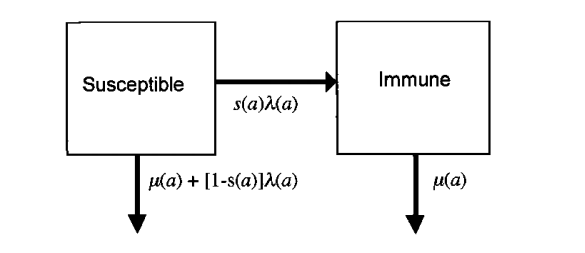 Susceptible
Immune
s(a)λ(a)
μ(a) + [1-s(a)]λ(a)
μ(a)